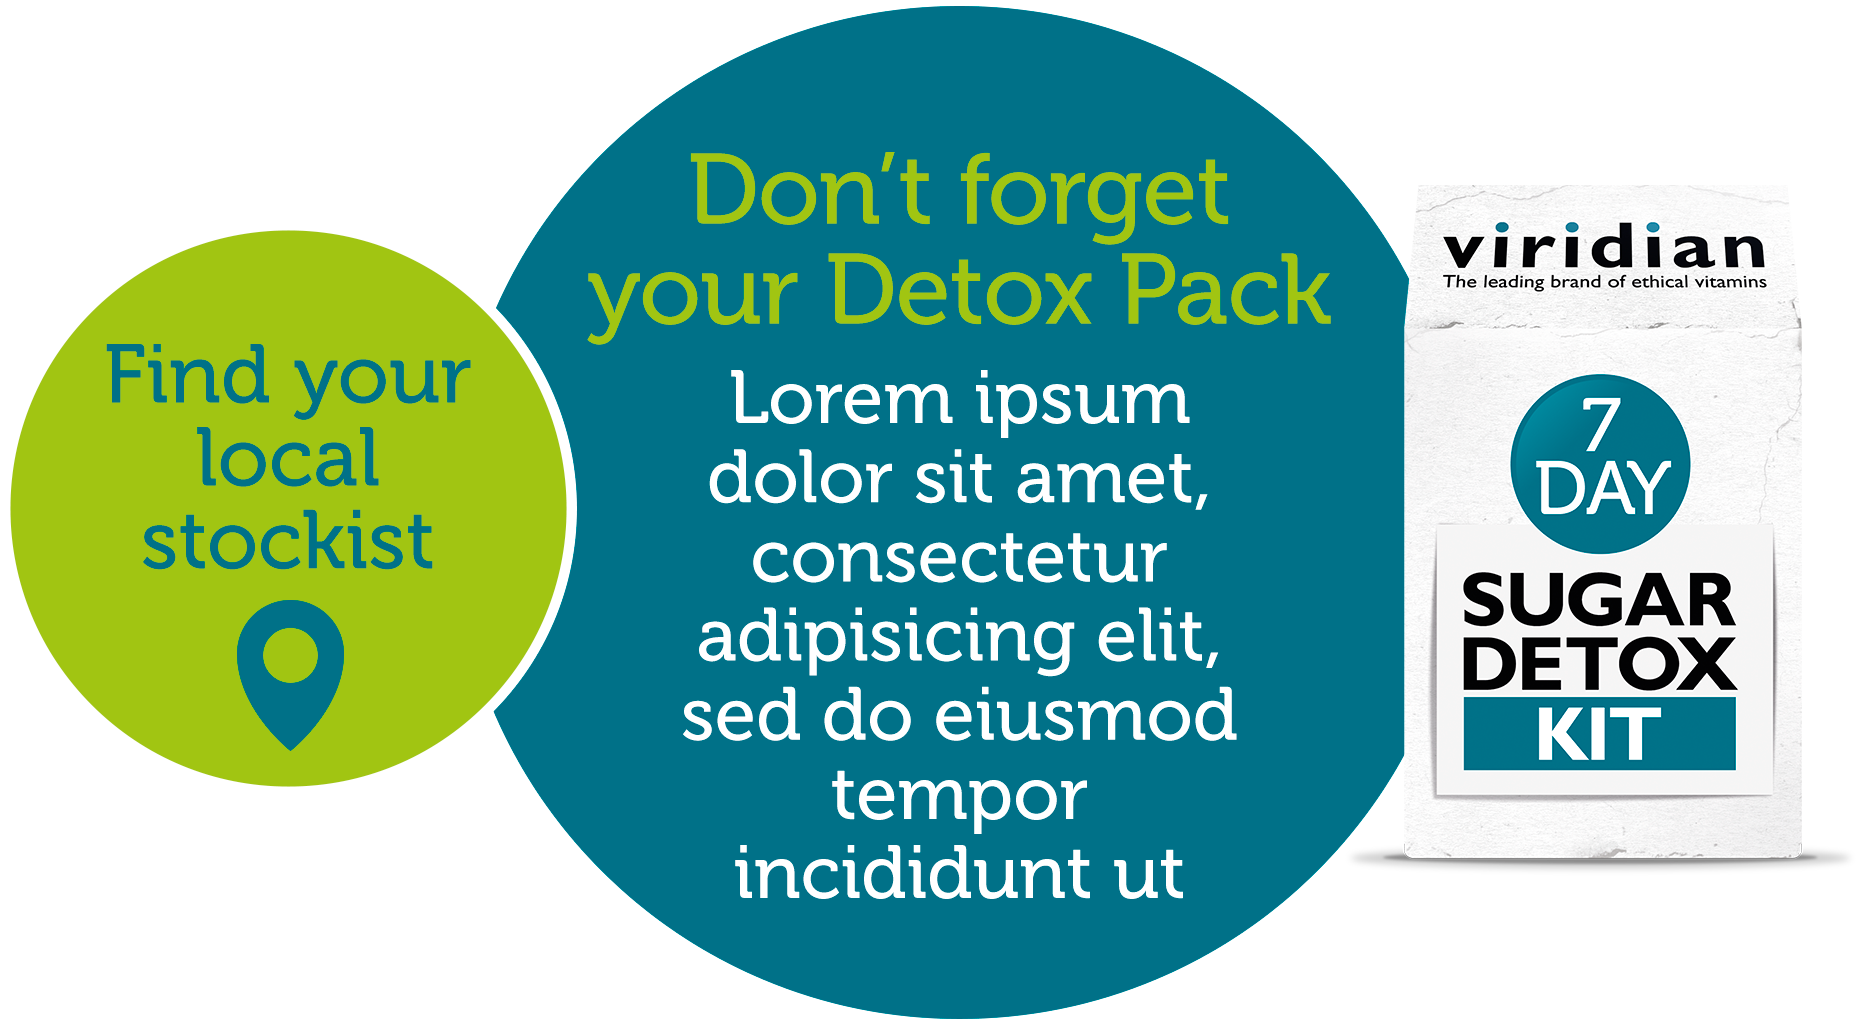 Find your
local
stockist
Don't forget
your Detox Pack
Lorem ipsum
dolor sit amet,
consectetur
adipisicing elit,
sed do eiusmod
tempor
incididunt ut
viridian
The leading brand of ethical vitamins
7
DAY
SUGAR
DETOX
KIT